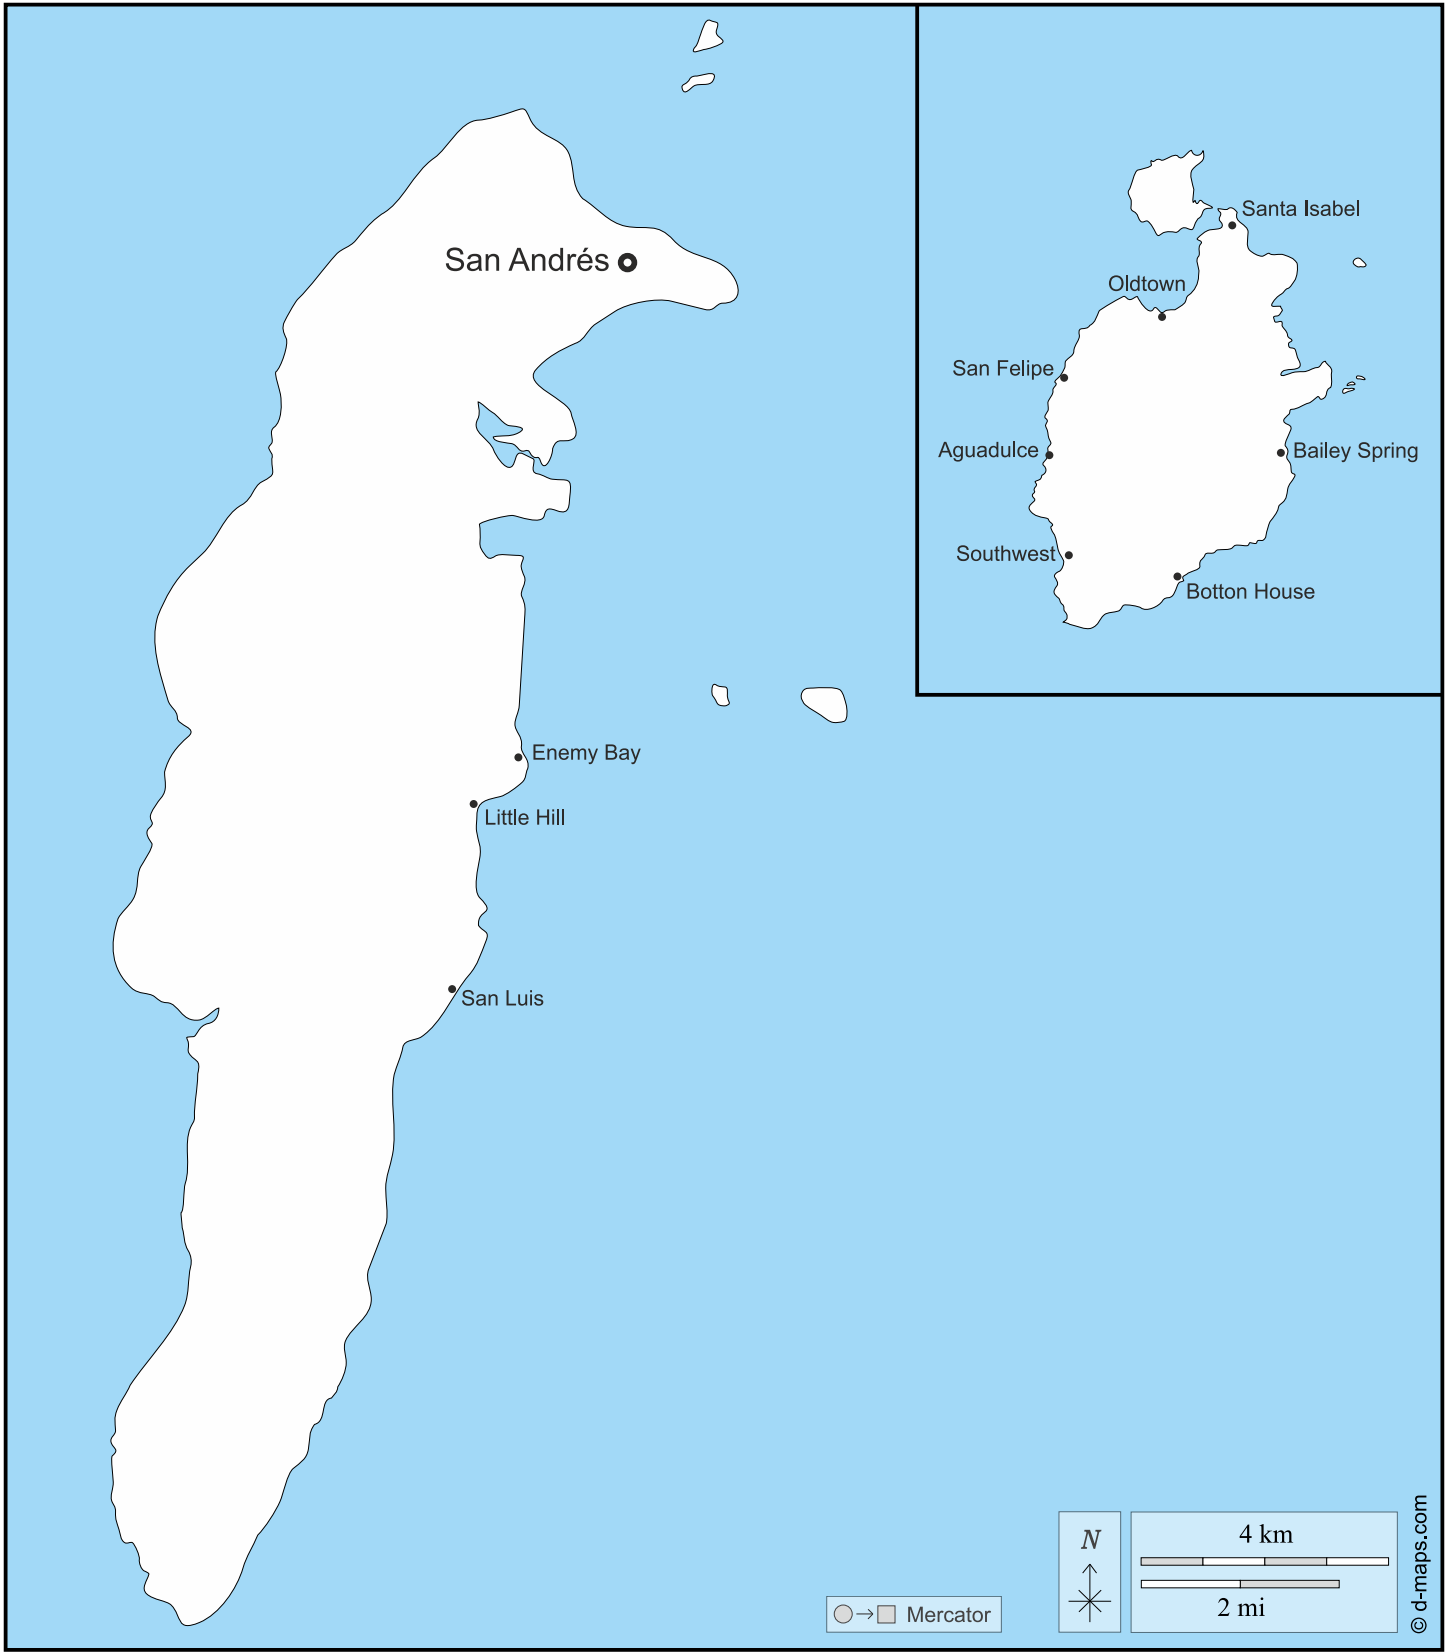 San Andrés
Enemy Bay
Little Hill
San Luis
Santa Isabel
Oldtown
San Felipe
Aguadulce
Bailey Spring
Southwest
Botton House
Mercator
N
4 km
2 mi
© d-maps.com